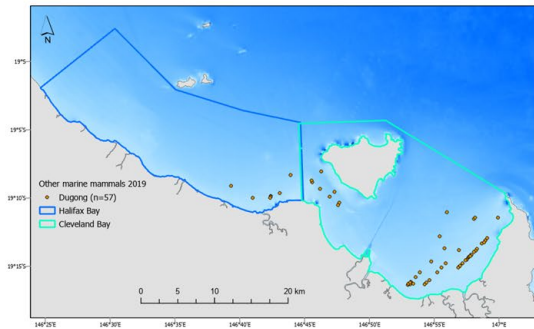 N
19°S
19°5'S
19°10'S
19°15'S
Other marine mammals 2019
Dugong (n=57)
Halifax Bay
Cleveland Bay
0 5 10 20 km
146°25'E 146°30'E 146°35'E 146°40'E 146°45'E 146°50'E 146°55'E 147°E